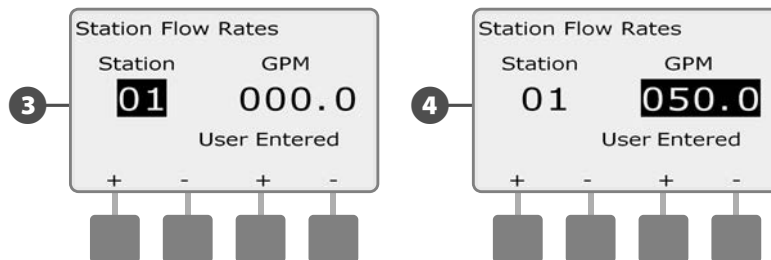 Station Flow Rates
Station GPM
3 01 000.0
User Entered
+ - + -
Station Flow Rates
Station GPM
4 01 050.0
User Entered
+ - + -